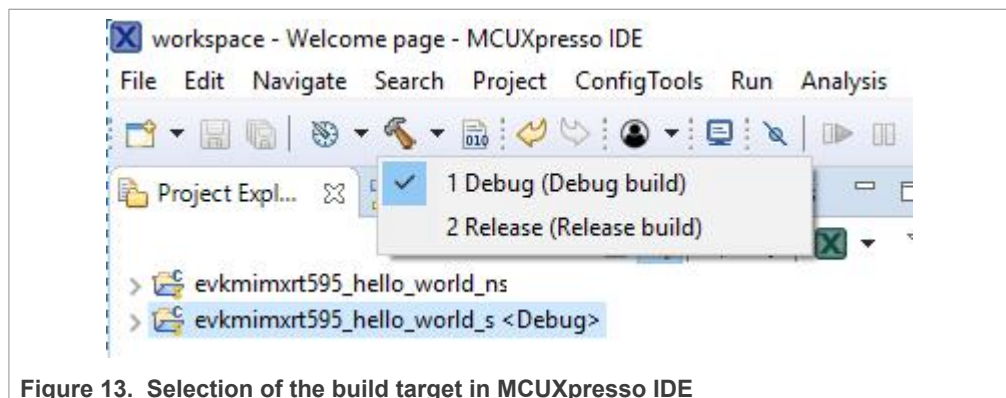 workspace - Welcome page - MCUXpresso IDE
File Edit Navigate Search Project ConfigTools Run Analysis
010
Project Expl...
1 Debug (Debug build)
2 Release (Release build)
evkmimxrt595_hello_world_ns
evkmimxrt595_hello_world_s <Debug>
Figure 13. Selection of the build target in MCUXpresso IDE